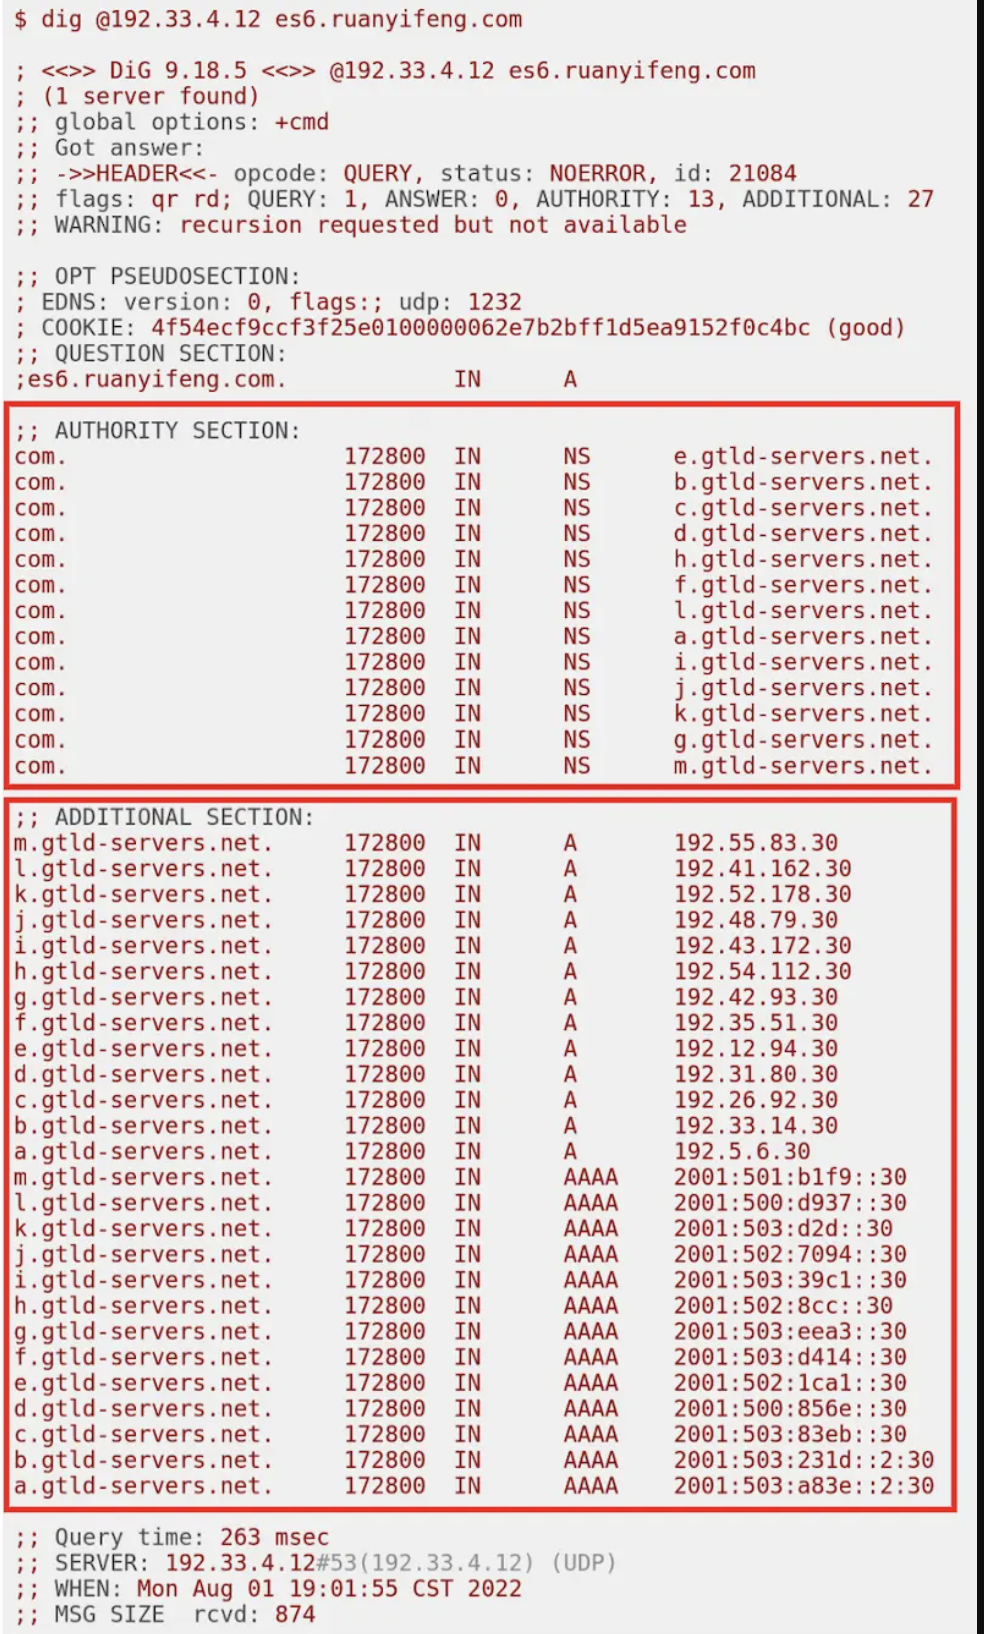 $ dig @192.33.4.12 es6.ruanyifeng.com
; <<>> DiG 9.18.5 <<>> @192.33.4.12 es6.ruanyifeng.com
; (1 server found)
;; global options: +cmd
;; Got answer:
;; ->>HEADER<<- opcode: QUERY, status: NOERROR, id: 21084
;; flags: qr rd; QUERY: 1, ANSWER: 0, AUTHORITY: 13, ADDITIONAL: 27
;; WARNING: recursion requested but not available
;; OPT PSEUDOSECTION:
; EDNS: version: 0, flags:; udp: 1232
; COOKIE: 4f54ecf9ccf3f25e0100000062e7b2bff1d5ea9152f0c4bc (good)
;; QUESTION SECTION:
;es6.ruanyifeng.com. IN A
;; AUTHORITY SECTION:
com. 172800 IN NS e.gtld-servers.net.
com. 172800 IN NS b.gtld-servers.net.
com. 172800 IN NS c.gtld-servers.net.
com. 172800 IN NS d.gtld-servers.net.
com. 172800 IN NS h.gtld-servers.net.
com. 172800 IN NS f.gtld-servers.net.
com. 172800 IN NS l.gtld-servers.net.
com. 172800 IN NS a.gtld-servers.net.
com. 172800 IN NS i.gtld-servers.net.
com. 172800 IN NS j.gtld-servers.net.
com. 172800 IN NS k.gtld-servers.net.
com. 172800 IN NS g.gtld-servers.net.
com. 172800 IN NS m.gtld-servers.net.
;; ADDITIONAL SECTION:
m.gtld-servers.net. 172800 IN A 192.55.83.30
l.gtld-servers.net. 172800 IN A 192.41.162.30
k.gtld-servers.net. 172800 IN A 192.52.178.30
j.gtld-servers.net. 172800 IN A 192.48.79.30
i.gtld-servers.net. 172800 IN A 192.43.172.30
h.gtld-servers.net. 172800 IN A 192.54.112.30
g.gtld-servers.net. 172800 IN A 192.42.93.30
f.gtld-servers.net. 172800 IN A 192.35.51.30
e.gtld-servers.net. 172800 IN A 192.12.94.30
d.gtld-servers.net. 172800 IN A 192.31.80.30
c.gtld-servers.net. 172800 IN A 192.26.92.30
b.gtld-servers.net. 172800 IN A 192.33.14.30
a.gtld-servers.net. 172800 IN A 192.5.6.30
m.gtld-servers.net. 172800 IN AAAA 2001:501:b1f9::30
l.gtld-servers.net. 172800 IN AAAA 2001:500:d937::30
k.gtld-servers.net. 172800 IN AAAA 2001:503:d2d::30
j.gtld-servers.net. 172800 IN AAAA 2001:502:7094::30
i.gtld-servers.net. 172800 IN AAAA 2001:503:39c1::30
h.gtld-servers.net. 172800 IN AAAA 2001:502:8cc::30
g.gtld-servers.net. 172800 IN AAAA 2001:503:eea3::30
f.gtld-servers.net. 172800 IN AAAA 2001:503:d414::30
e.gtld-servers.net. 172800 IN AAAA 2001:502:1ca1::30
d.gtld-servers.net. 172800 IN AAAA 2001:500:856e::30
c.gtld-servers.net. 172800 IN AAAA 2001:503:83eb::30
b.gtld-servers.net. 172800 IN AAAA 2001:503:231d::2:30
a.gtld-servers.net. 172800 IN AAAA 2001:503:a83e::2:30
;; Query time: 263 msec
;; SERVER: 192.33.4.12#53(192.33.4.12) (UDP)
;; WHEN: Mon Aug 01 19:01:55 CST 2022
;; MSG SIZE rcvd: 874